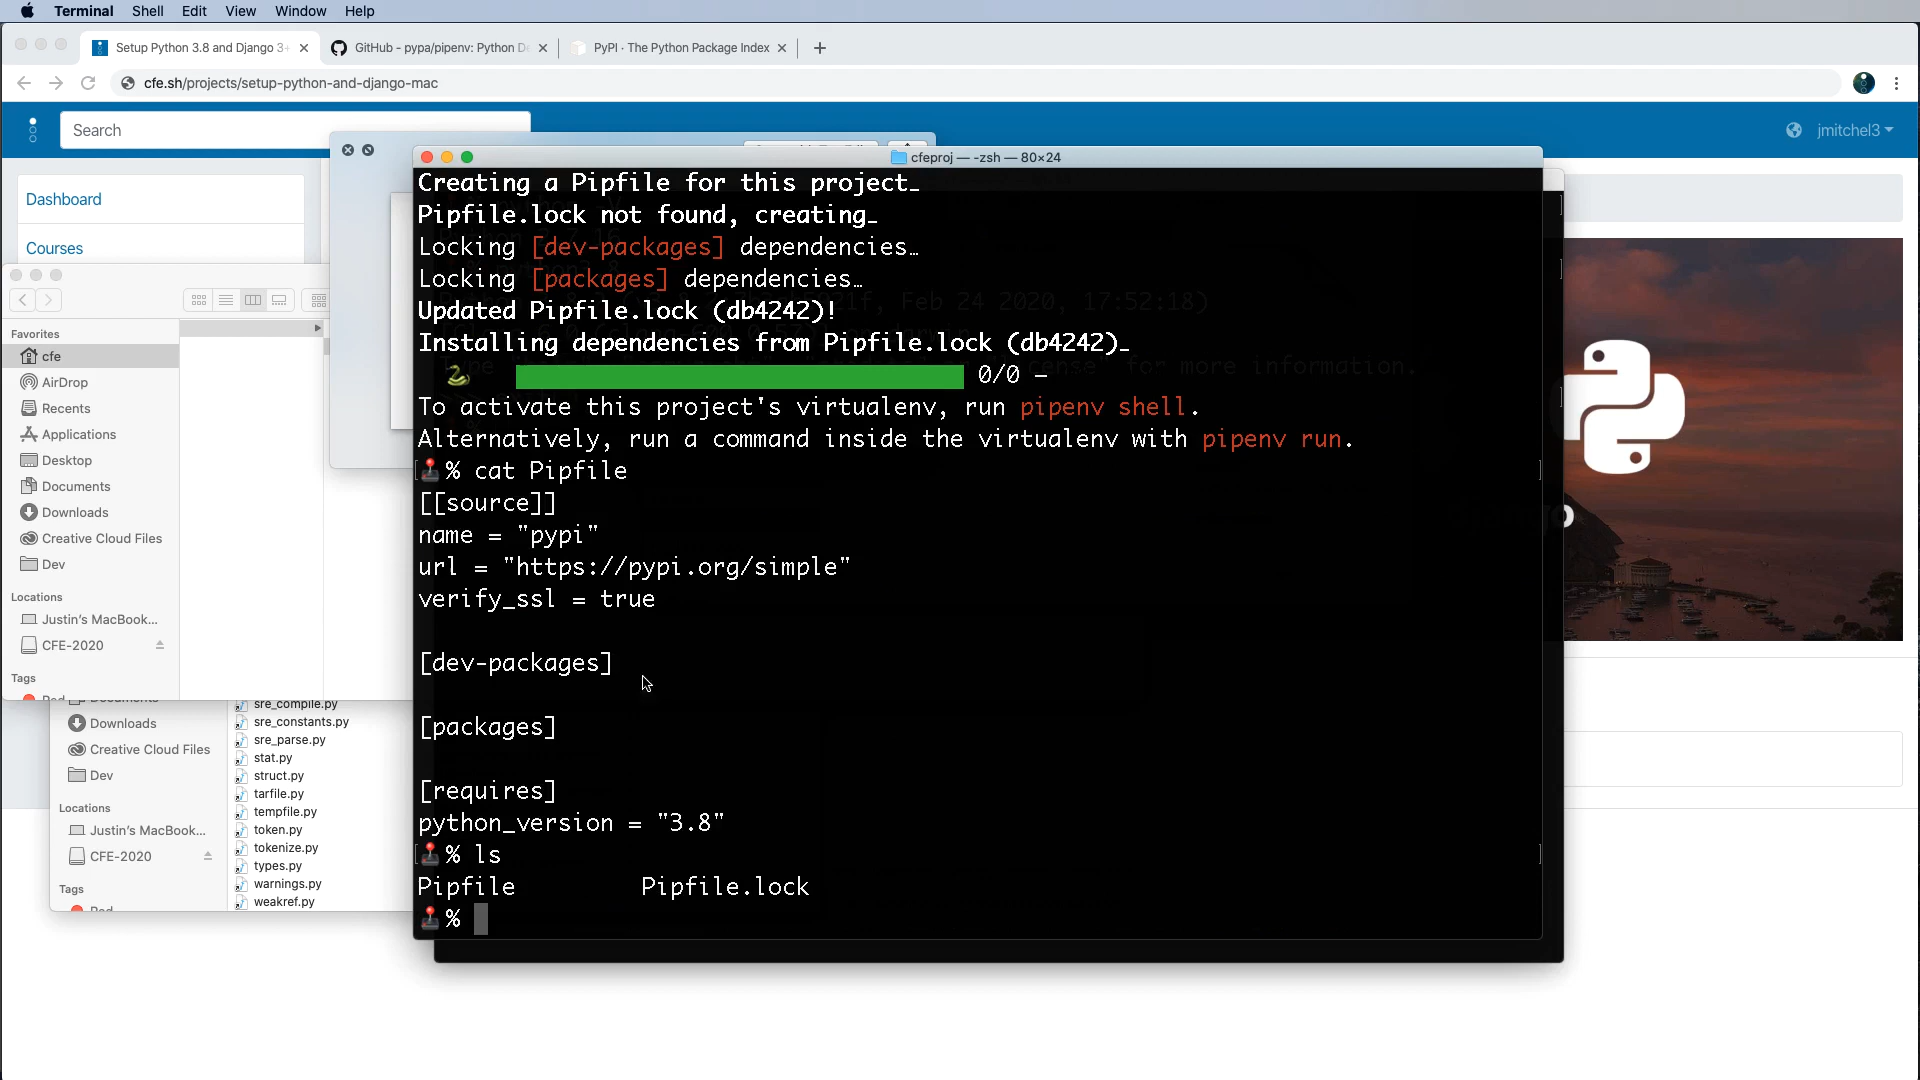 Terminal Shell Edit View Window Help
Setup Python 3.8 and Django 3
GitHub - pypa/pipenv: Python De
PyPI · The Python Package Index
cfe.sh/projects/setup-python-and-django-mac
Search
jmitchel3
Dashboard
Courses
Favorites
cfe
AirDrop
Recents
Applications
Desktop
Documents
Downloads
Creative Cloud Files
Dev
Locations
Justin's MacBook...
CFE-2020
Tags
Downloads
Creative Cloud Files
Dev
Locations
Justin's MacBook...
CFE-2020
Tags
sre_compile.py
sre_constants.py
sre_parse.py
stat.py
struct.py
tarfile.py
tempfile.py
token.py
tokenize.py
types.py
warnings.py
weakref.py
cfeproj — -zsh — 80×24
Creating a Pipfile for this project…
Pipfile.lock not found, creating…
Locking [dev-packages] dependencies…
Locking [packages] dependencies…
Updated Pipfile.lock (db4242)!
Installing dependencies from Pipfile.lock (db4242)…
0/0 —
To activate this project's virtualenv, run pipenv shell.
Alternatively, run a command inside the virtualenv with pipenv run.
% cat Pipfile
[[source]]
name = "pypi"
url = "https://pypi.org/simple"
verify_ssl = true
[dev-packages]
[packages]
[requires]
python_version = "3.8"
% ls
Pipfile Pipfile.lock
%